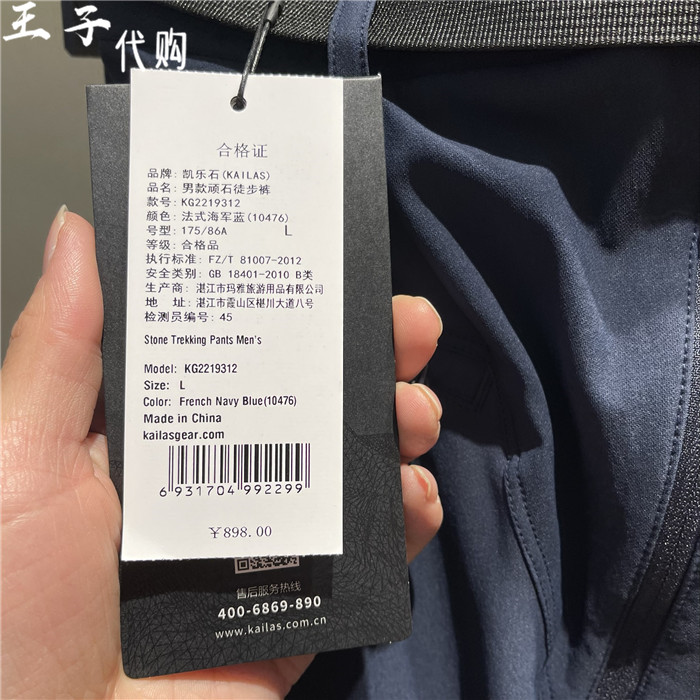 王子
代购
合格证
品牌: 凯乐石(KAILAS)
品名: 男款顽石徒步裤
款号: KG2219312
颜色: 法式海军蓝(10476)
号型: 175/86A L
等级: 合格品
执行标准: FZ/T 81007-2012
安全类别: GB 18401-2010 B类
生产商: 湛江市玛雅旅游用品有限公司
地 址: 湛江市霞山区椹川大道八号
检测员编号: 45
Stone Trekking Pants Men's
Model: KG2219312
Size: L
Color: French Navy Blue(10476)
Made in China
kailasgear.com
6 931704 992299
￥898.00
售后服务热线
400-6869-890
www.kailas.com.cn